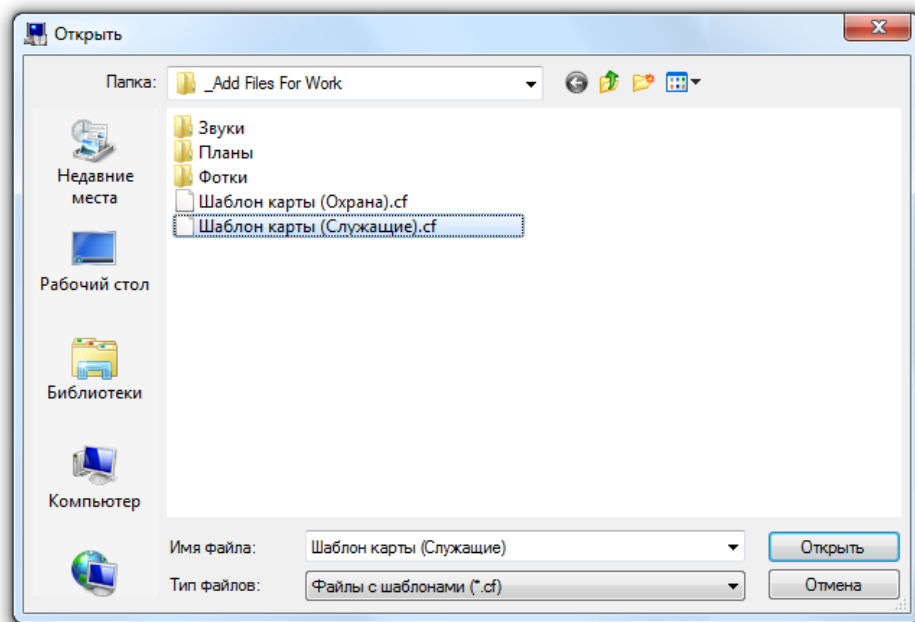 Открыть
Папка: _Add Files For Work
Недавние
места
Рабочий стол
Библиотеки
Компьютер
Звуки
Планы
Фотки
Шаблон карты (Охрана).cf
Шаблон карты (Служащие).cf
Имя файла: Шаблон карты (Служащие) Открыть
Тип файлов: Файлы с шаблонами (*.cf) Отмена